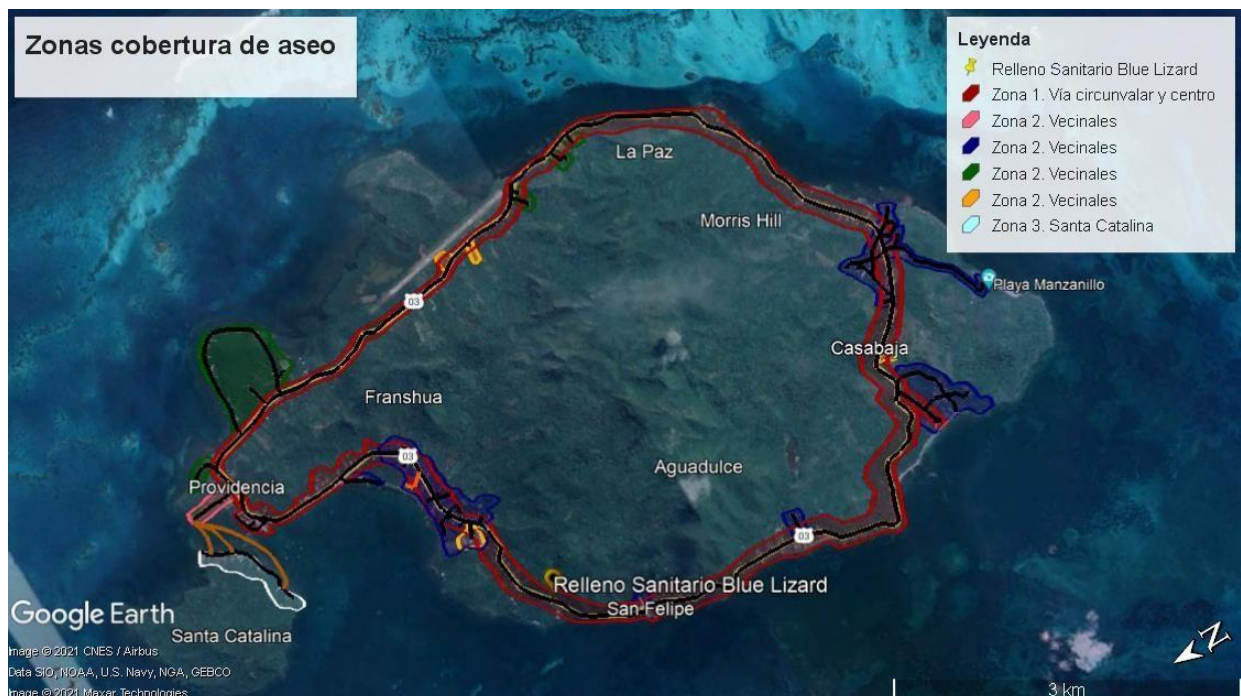 Zonas cobertura de aseo
Leyenda
Relleno Sanitario Blue Lizard
Zona 1. Vía circunvalar y centro
Zona 2. Vecinales
Zona 2. Vecinales
Zona 2. Vecinales
Zona 2. Vecinales
Zona 3. Santa Catalina
La Paz
Morris Hill
Playa Manzanillo
03
Casabaja
Franshua
03
Aguadulce
Providencia
03
Relleno Sanitario Blue Lizard
San Felipe
Google Earth
Santa Catalina
Image © 2021 CNES / Airbus
Data SIO, NOAA, U.S. Navy, NGA, GEBCO
Image © 2021 Maxar Technologies
N
3 km